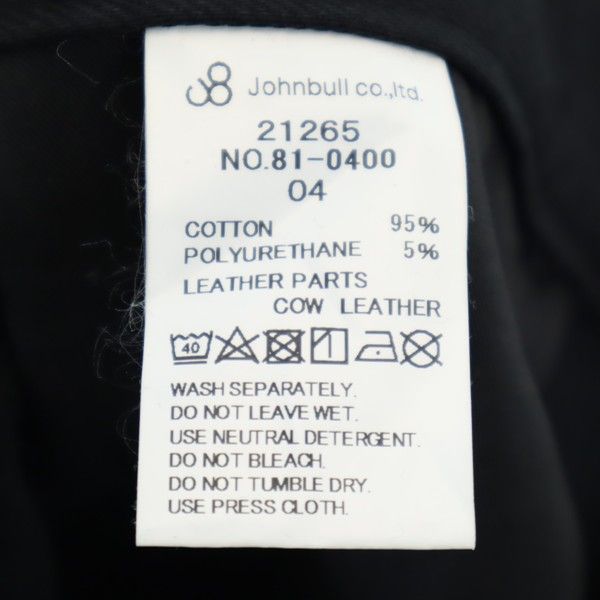 Johnbull co.,ltd.
21265
NO.81-0400
04
COTTON 95%
POLYURETHANE 5%
LEATHER PARTS
COW LEATHER
40
WASH SEPARATELY.
DO NOT LEAVE WET.
USE NEUTRAL DETERGENT.
DO NOT BLEACH.
DO NOT TUMBLE DRY.
USE PRESS CLOTH.